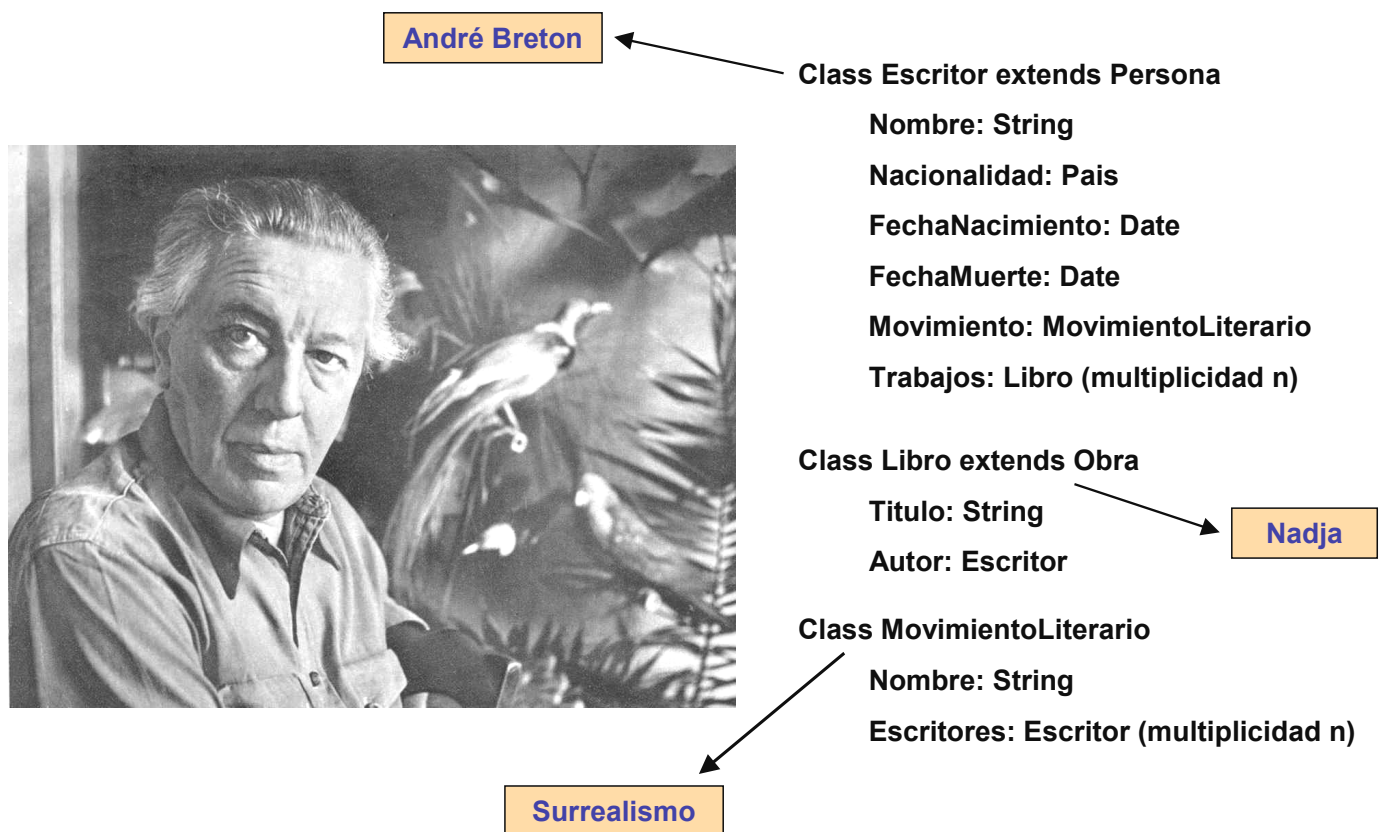 André Breton
Class Escritor extends Persona
Nombre: String
Nacionalidad: Pais
FechaNacimiento: Date
FechaMuerte: Date
Movimiento: MovimientoLiterario
Trabajos: Libro (multiplicidad n)
Class Libro extends Obra
Titulo: String
Autor: Escritor
Nadja
Class MovimientoLiterario
Nombre: String
Escritores: Escritor (multiplicidad n)
Surrealismo